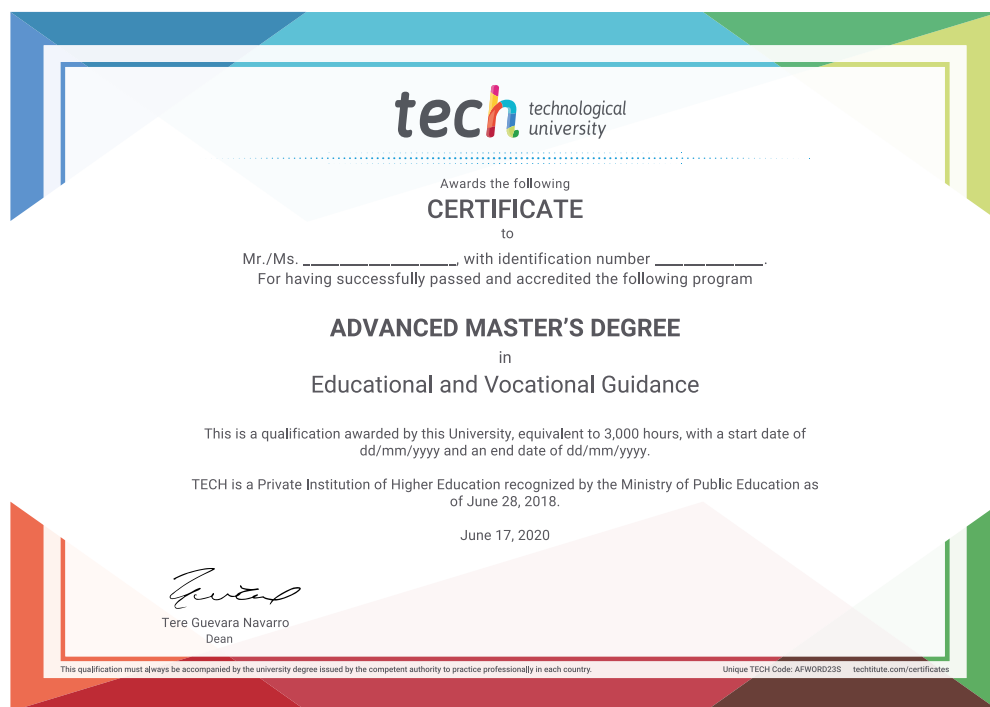 tech technological
university
Awards the following
CERTIFICATE
to
Mr./Ms. ____________________, with identification number ______________.
For having successfully passed and accredited the following program
ADVANCED MASTER’S DEGREE
in
Educational and Vocational Guidance
This is a qualification awarded by this University, equivalent to 3,000 hours, with a start date of
dd/mm/yyyy and an end date of dd/mm/yyyy.
TECH is a Private Institution of Higher Education recognized by the Ministry of Public Education as
of June 28, 2018.
June 17, 2020
Tere Guevara Navarro
Dean
This qualification must always be accompanied by the university degree issued by the competent authority to practice professionally in each country.
Unique TECH Code: AFWORD23S techtitute.com/certificates